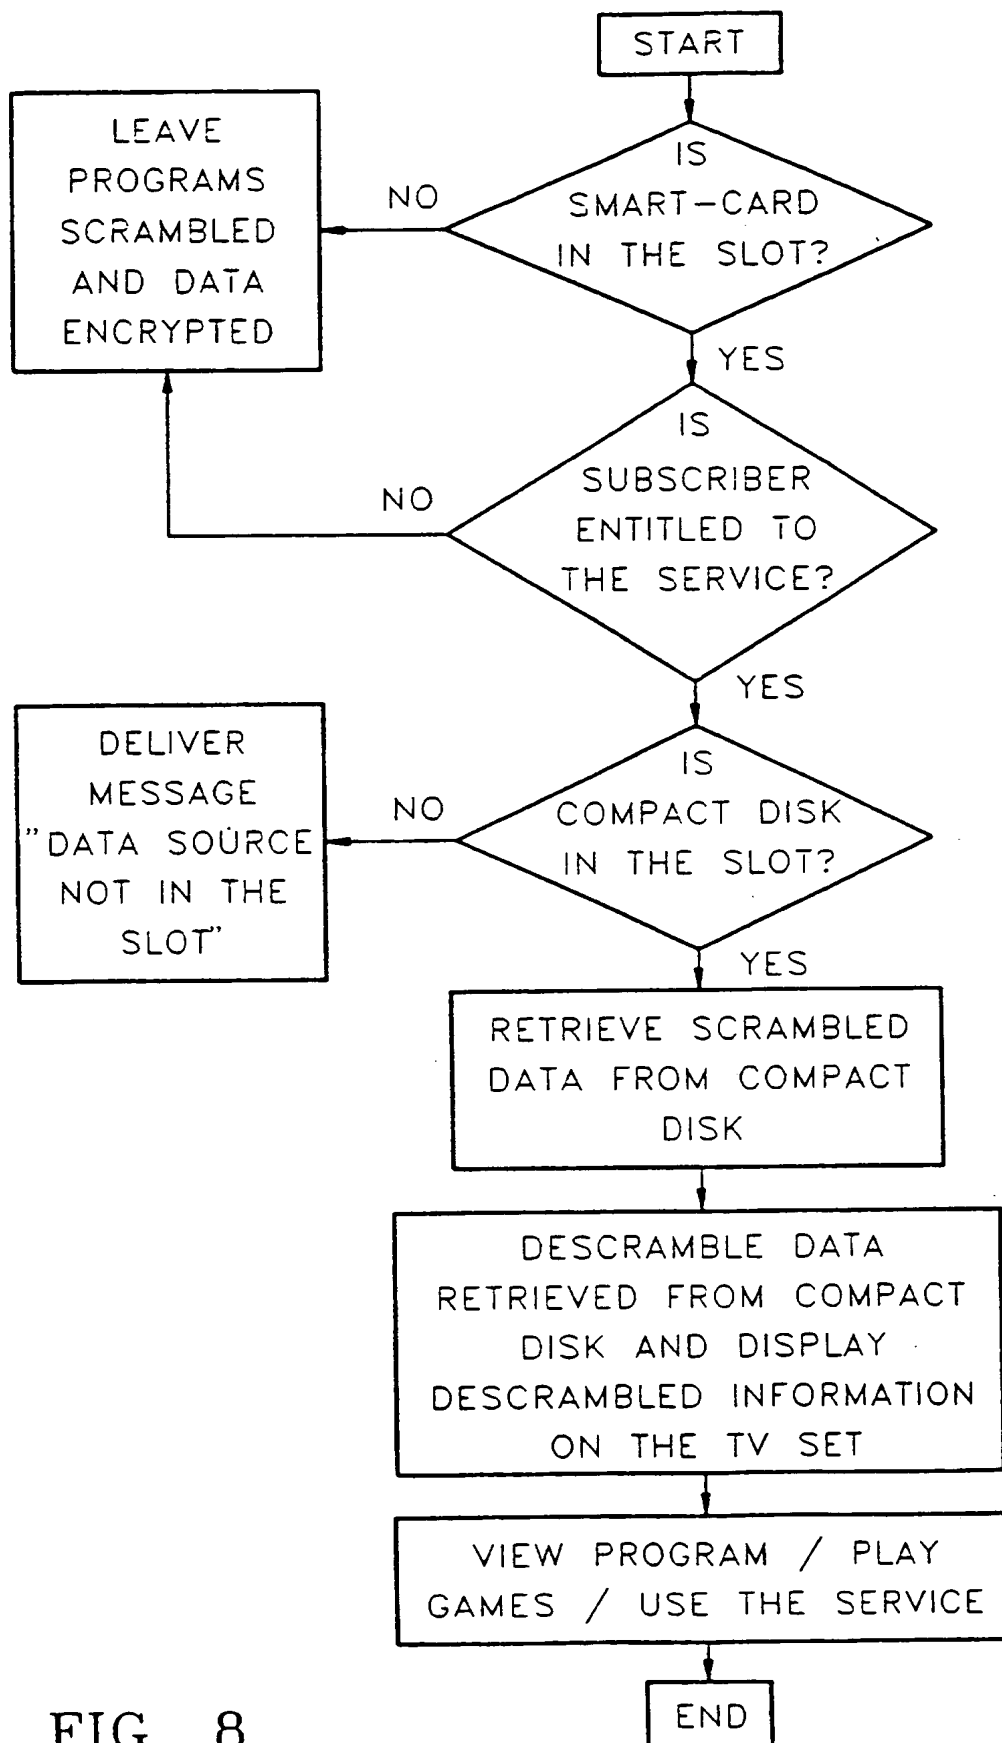 START
IS
SMART-CARD
IN THE SLOT?
NO
LEAVE
PROGRAMS
SCRAMBLED
AND DATA
ENCRYPTED
YES
IS
SUBSCRIBER
ENTITLED TO
THE SERVICE?
NO
YES
IS
COMPACT DISK
IN THE SLOT?
NO
DELIVER
MESSAGE
"DATA SOURCE
NOT IN THE
SLOT"
YES
RETRIEVE SCRAMBLED
DATA FROM COMPACT
DISK
DESCRAMBLE DATA
RETRIEVED FROM COMPACT
DISK AND DISPLAY
DESCRAMBLED INFORMATION
ON THE TV SET
VIEW PROGRAM / PLAY
GAMES / USE THE SERVICE
END
FIG. 8